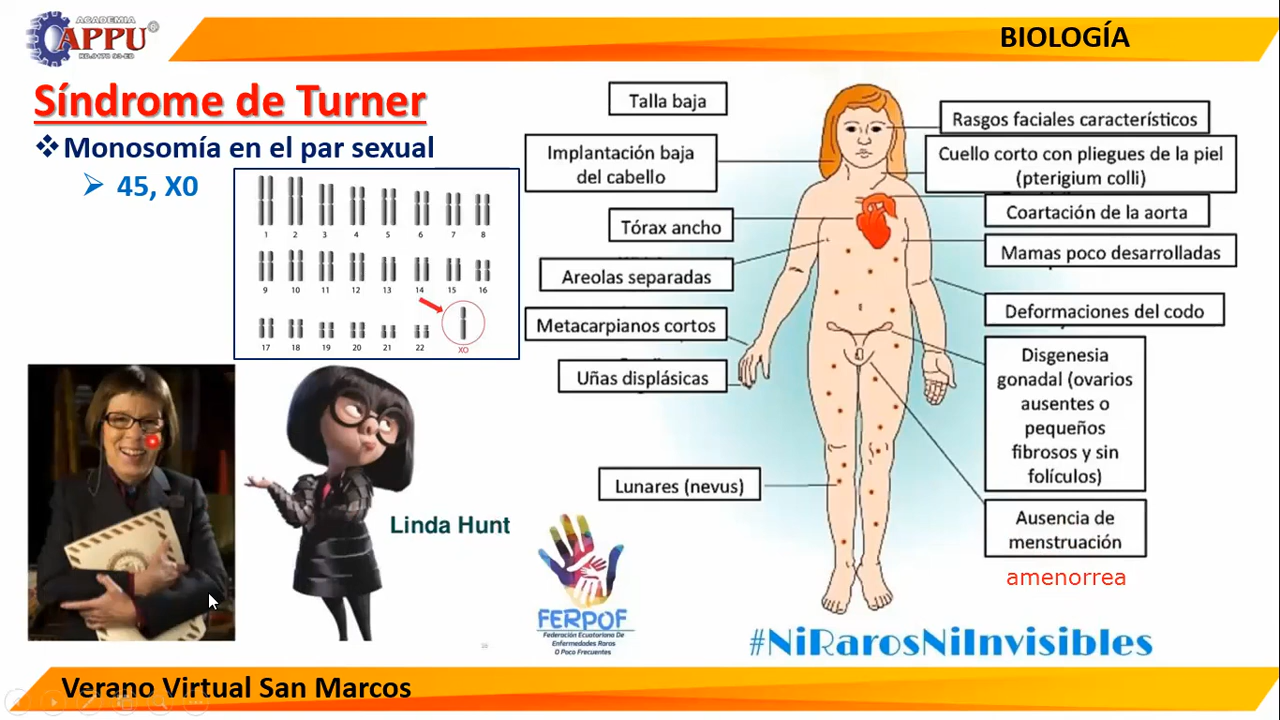 ACADEMIA
APPU
BIOLOGÍA
Síndrome de Turner
Monosomía en el par sexual
45, X0
1 2 3 4 5 6 7 8
9 10 11 12 13 14 15 16
17 18 19 20 21 22 XO
Linda Hunt
Talla baja
Implantación baja
del cabello
Tórax ancho
Areolas separadas
Metacarpianos cortos
Uñas displásicas
Lunares (nevus)
Rasgos faciales característicos
Cuello corto con pliegues de la piel
(pterigium colli)
Coartación de la aorta
Mamas poco desarrolladas
Deformaciones del codo
Disgenesia
gonadal (ovarios
ausentes o
pequeños
fibrosos y sin
folículos)
Ausencia de
menstruación
amenorrea
FERPOF
Federación Ecuatoriana De
Enfermedades Raras
O Poco Frecuentes
#NiRarosNiInvisibles
Verano Virtual San Marcos